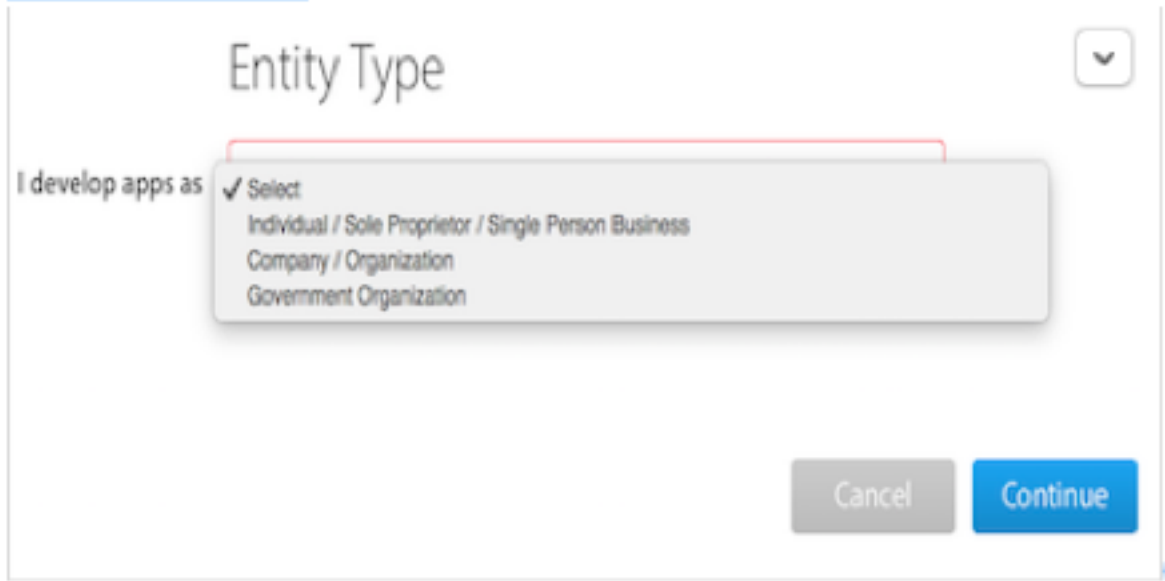 Entity Type
I develop apps as
✓ Select
Individual / Sole Proprietor / Single Person Business
Company / Organization
Government Organization
Cancel
Continue